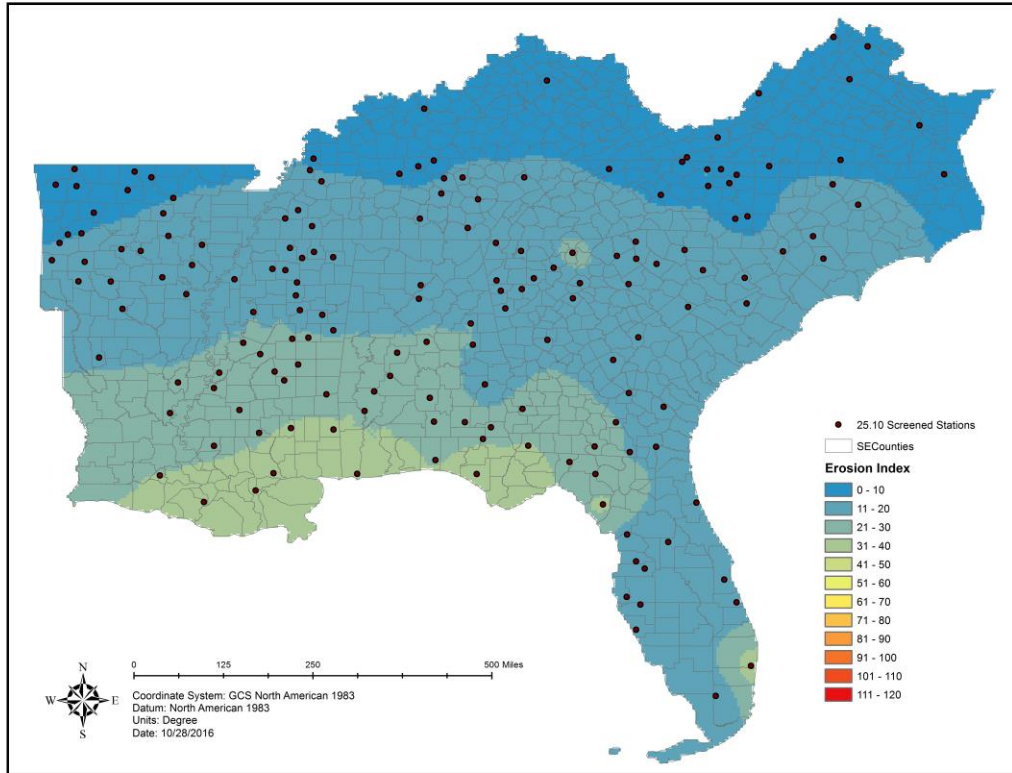 25.10 Screened Stations
SECounties
Erosion Index
0 - 10
11 - 20
21 - 30
31 - 40
41 - 50
51 - 60
61 - 70
71 - 80
81 - 90
91 - 100
101 - 110
111 - 120
N
W E
S
0 125 250 500 Miles
Coordinate System: GCS North American 1983
Datum: North American 1983
Units: Degree
Date: 10/28/2016